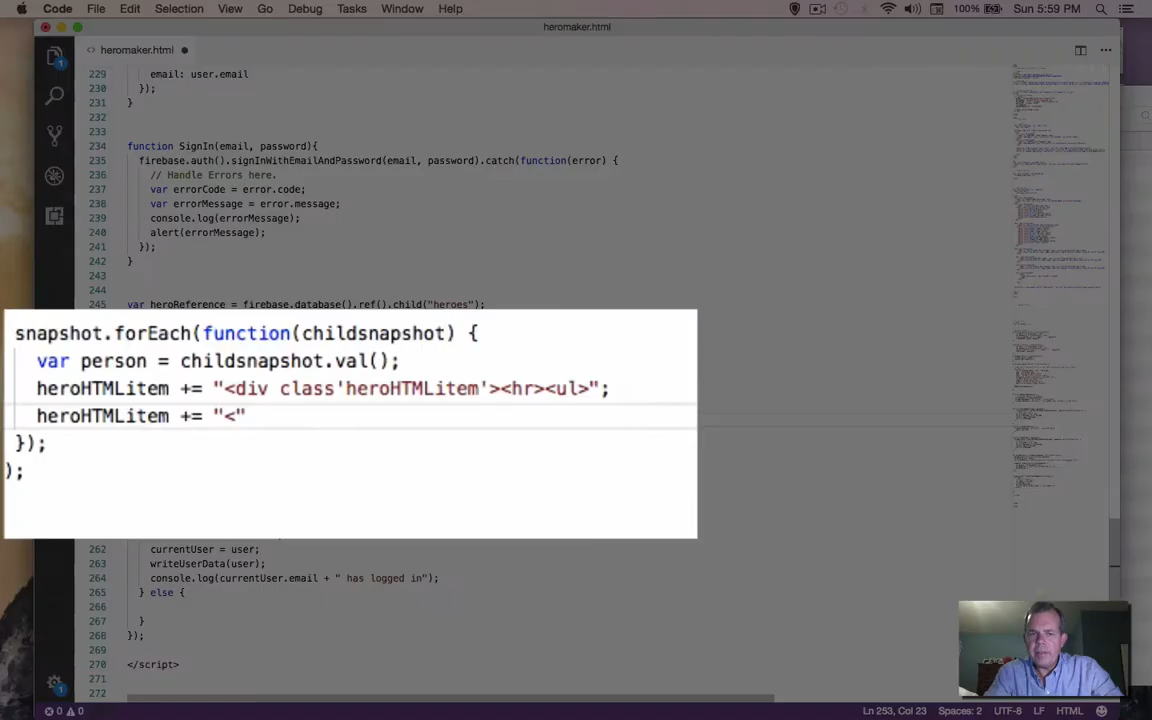 Code File Edit Selection View Go Debug Tasks Window Help 100% Sun 5:59 PM
heromaker.html
<> heromaker.html
1
229 email: user.email
230 });
231 }
232
233
234 function SignIn(email, password){
235 firebase.auth().signInWithEmailAndPassword(email, password).catch(function(error) {
236 // Handle Errors here.
237 var errorCode = error.code;
238 var errorMessage = error.message;
239 console.log(errorMessage);
240 alert(errorMessage);
241 });
242 }
243
244
245 var heroReference = firebase.database().ref().child("heroes");
snapshot.forEach(function(childsnapshot) {
var person = childsnapshot.val();
heroHTMLitem += "<div class'heroHTMLitem'><hr><ul>";
heroHTMLitem += "<"
});
);
262 currentUser = user;
263 writeUserData(user);
264 console.log(currentUser.email + " has logged in");
265 } else {
266
267 }
268 });
269
270 </script>
271
272
1
0 0 Ln 253, Col 23 Spaces: 2 UTF-8 LF HTML